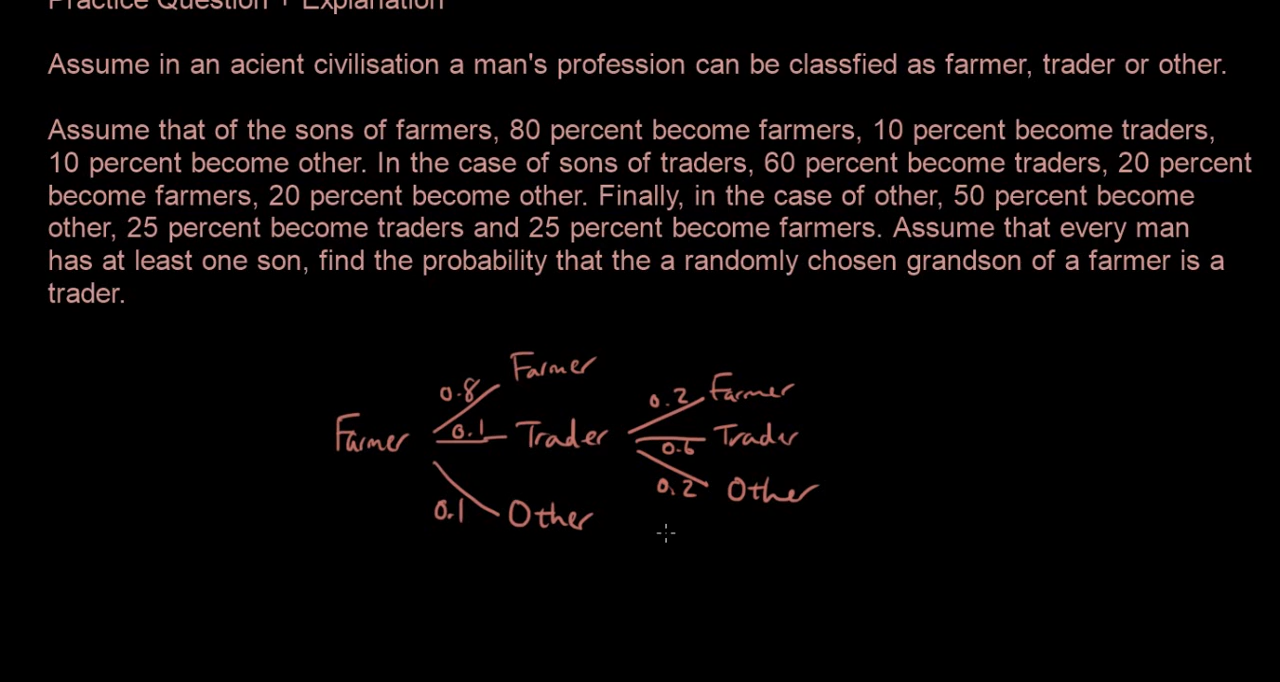 Practice Question + Explanation
Assume in an acient civilisation a man's profession can be classfied as farmer, trader or other.
Assume that of the sons of farmers, 80 percent become farmers, 10 percent become traders,
10 percent become other. In the case of sons of traders, 60 percent become traders, 20 percent
become farmers, 20 percent become other. Finally, in the case of other, 50 percent become
other, 25 percent become traders and 25 percent become farmers. Assume that every man
has at least one son, find the probability that the a randomly chosen grandson of a farmer is a
trader.
0.8 Farmer
0.2 Farmer
Farmer 0.1 Trader 0.6 Trader
0.2 Other
0.1 Other